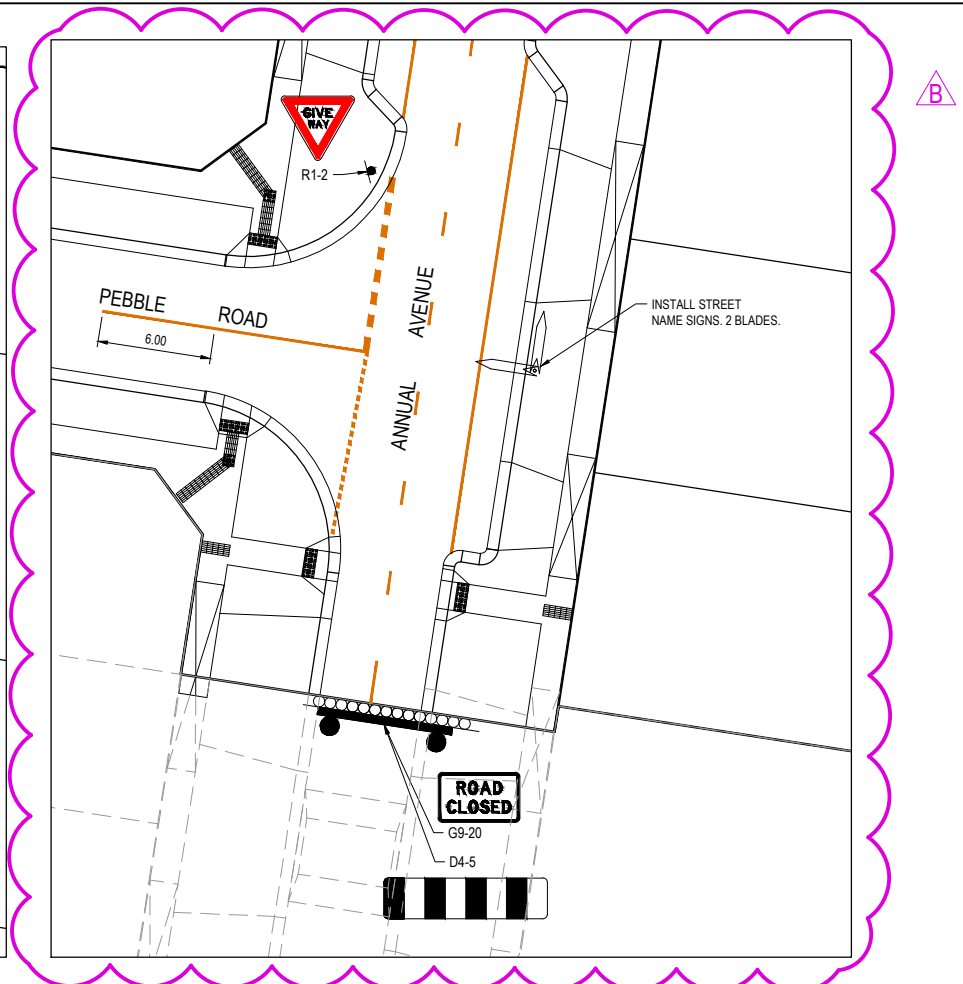 B
GIVE
WAY
R1-2
PEBBLE ROAD
6.00
ANNUAL AVENUE
INSTALL STREET
NAME SIGNS. 2 BLADES.
ROAD
CLOSED
G9-20
D4-5